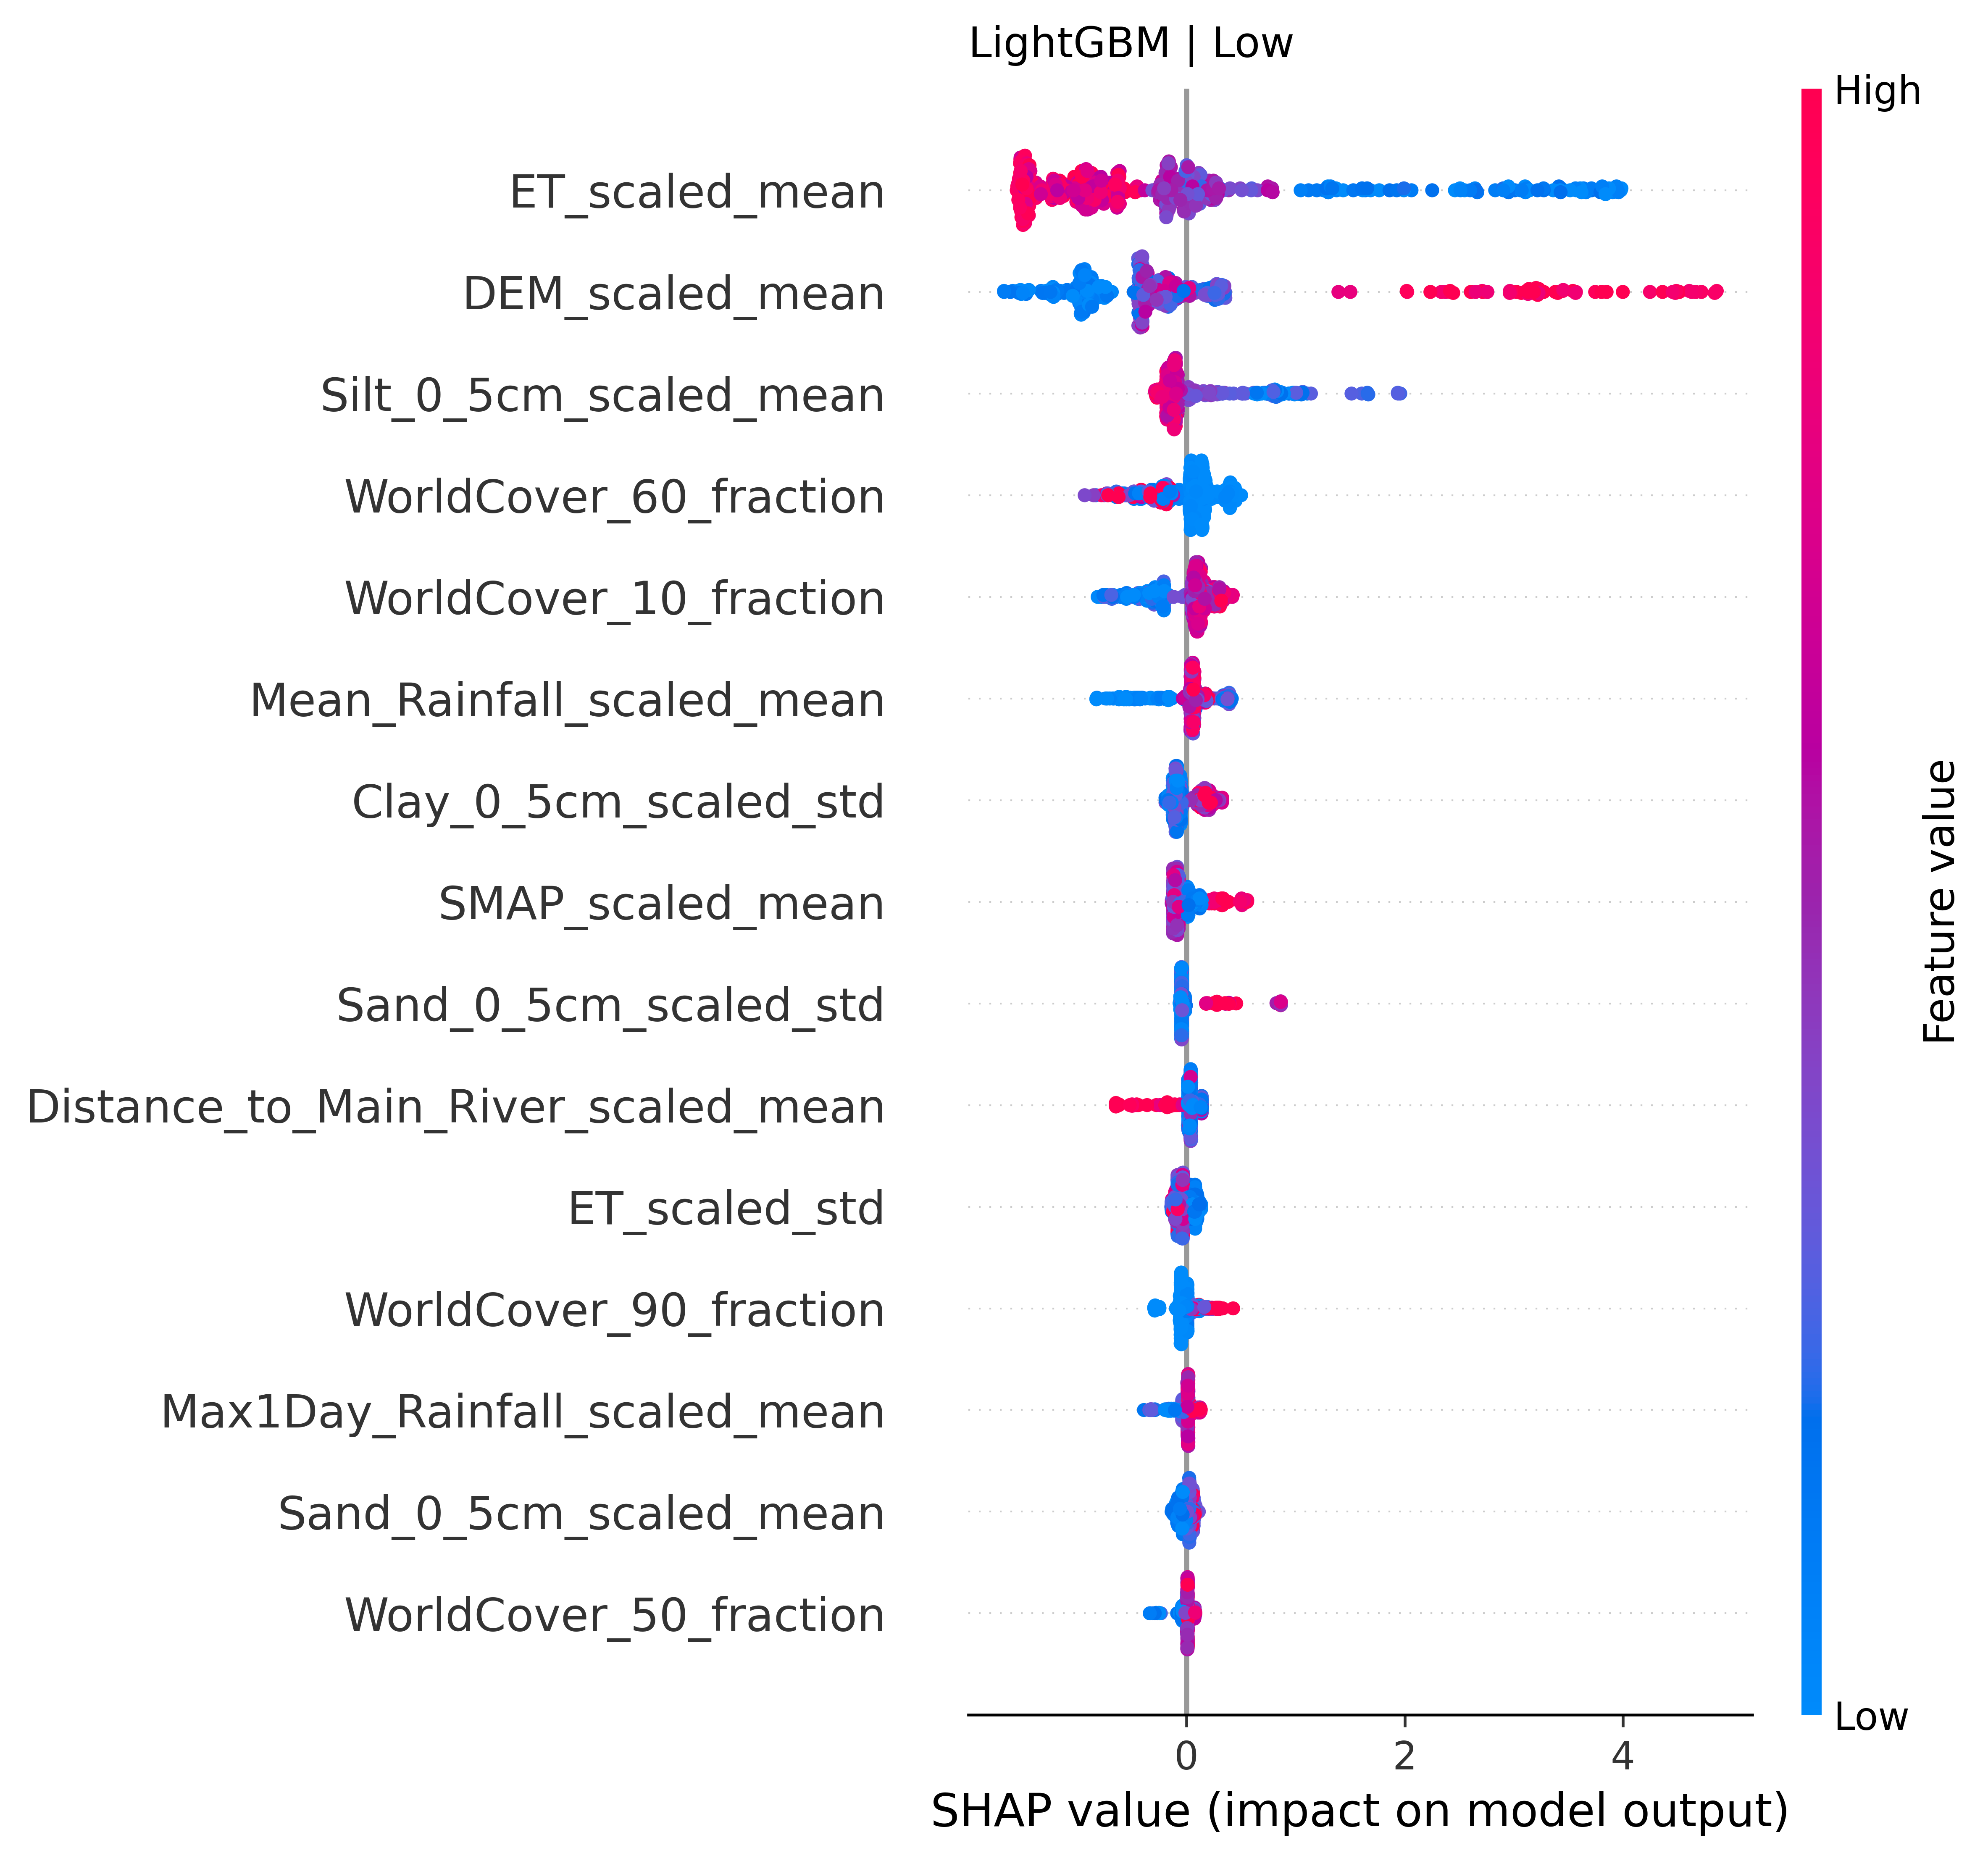 LightGBM | Low
High
ET_scaled_mean
DEM_scaled_mean
Silt_0_5cm_scaled_mean
WorldCover_60_fraction
WorldCover_10_fraction
Mean_Rainfall_scaled_mean
Clay_0_5cm_scaled_std
SMAP_scaled_mean
Sand_0_5cm_scaled_std
Distance_to_Main_River_scaled_mean
ET_scaled_std
WorldCover_90_fraction
Max1Day_Rainfall_scaled_mean
Sand_0_5cm_scaled_mean
WorldCover_50_fraction
Feature value
Low
0 2 4
SHAP value (impact on model output)